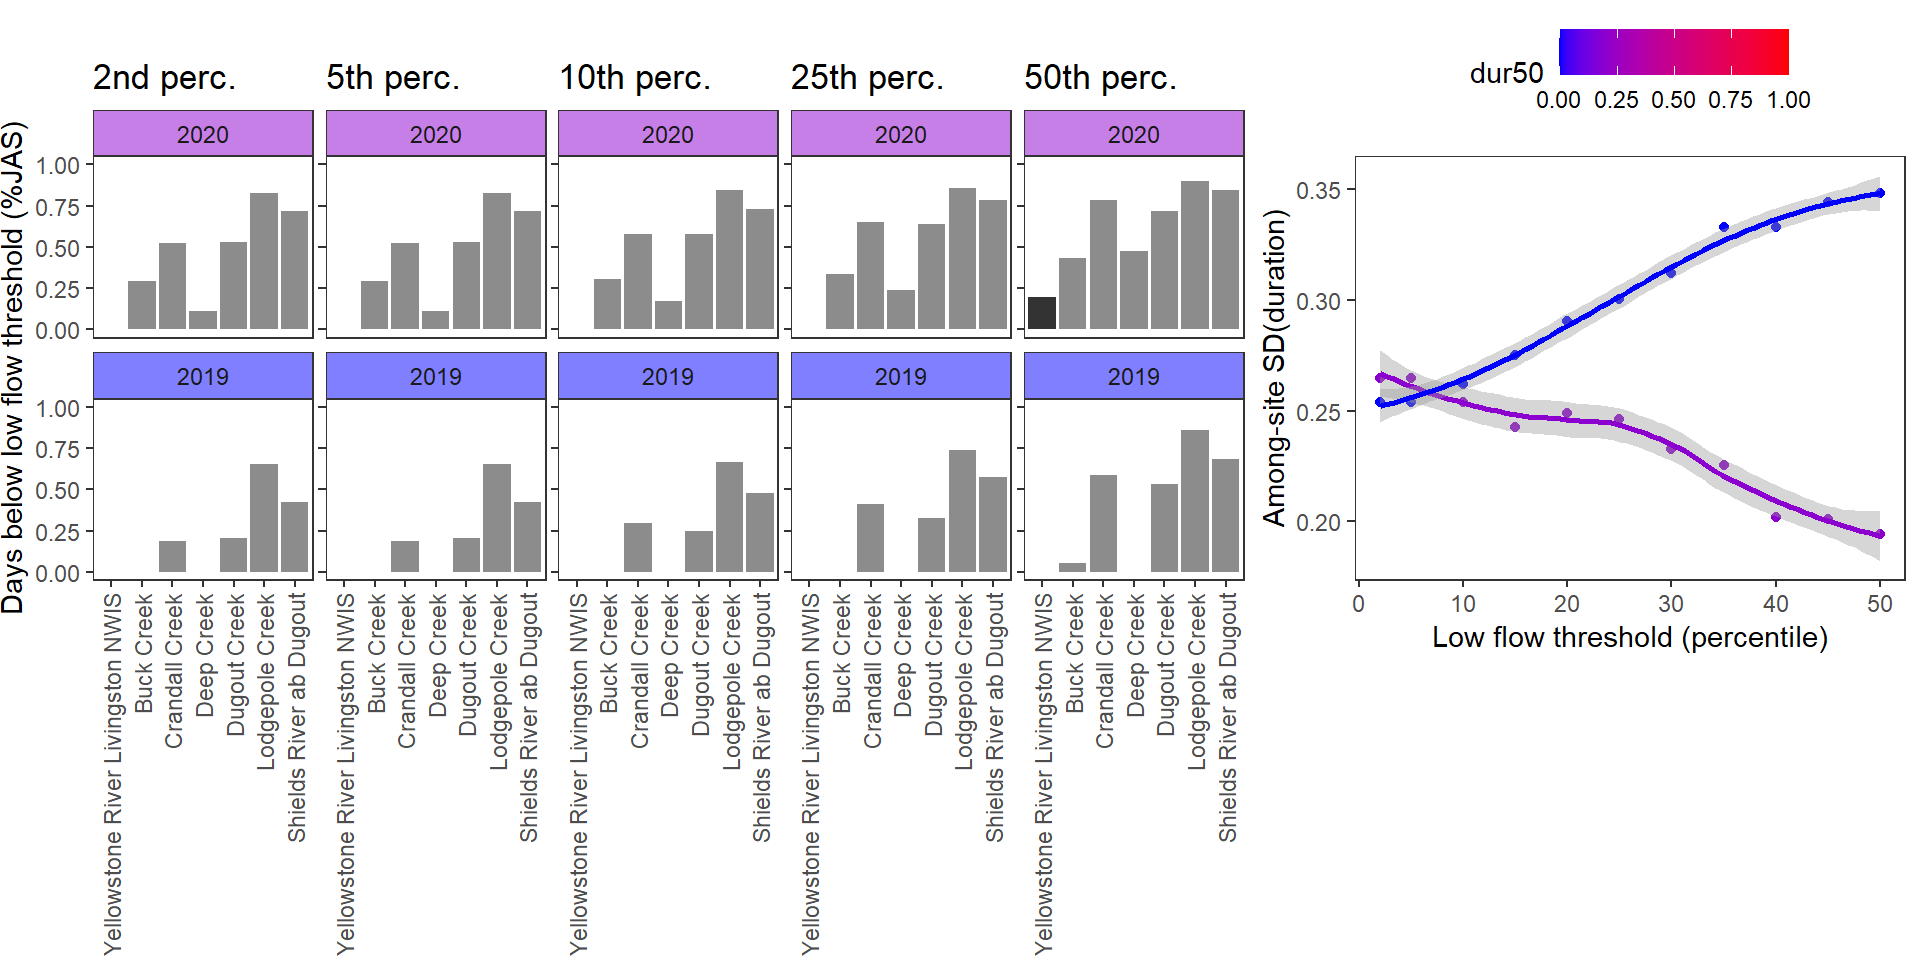 dur50
0.00 0.25 0.50 0.75 1.00
2nd perc. 5th perc. 10th perc. 25th perc. 50th perc.
2020 2020 2020 2020 2020
Days below low flow threshold (%JAS)
1.00
0.75
0.50
0.25
0.00
2019 2019 2019 2019 2019
1.00
0.75
0.50
0.25
0.00
Yellowstone River Livingston NWIS
Buck Creek
Crandall Creek
Deep Creek
Dugout Creek
Lodgepole Creek
Shields River ab Dugout
Yellowstone River Livingston NWIS
Buck Creek
Crandall Creek
Deep Creek
Dugout Creek
Lodgepole Creek
Shields River ab Dugout
Yellowstone River Livingston NWIS
Buck Creek
Crandall Creek
Deep Creek
Dugout Creek
Lodgepole Creek
Shields River ab Dugout
Yellowstone River Livingston NWIS
Buck Creek
Crandall Creek
Deep Creek
Dugout Creek
Lodgepole Creek
Shields River ab Dugout
Yellowstone River Livingston NWIS
Buck Creek
Crandall Creek
Deep Creek
Dugout Creek
Lodgepole Creek
Shields River ab Dugout
Among-site SD(duration)
0.35
0.30
0.25
0.20
0 10 20 30 40 50
Low flow threshold (percentile)